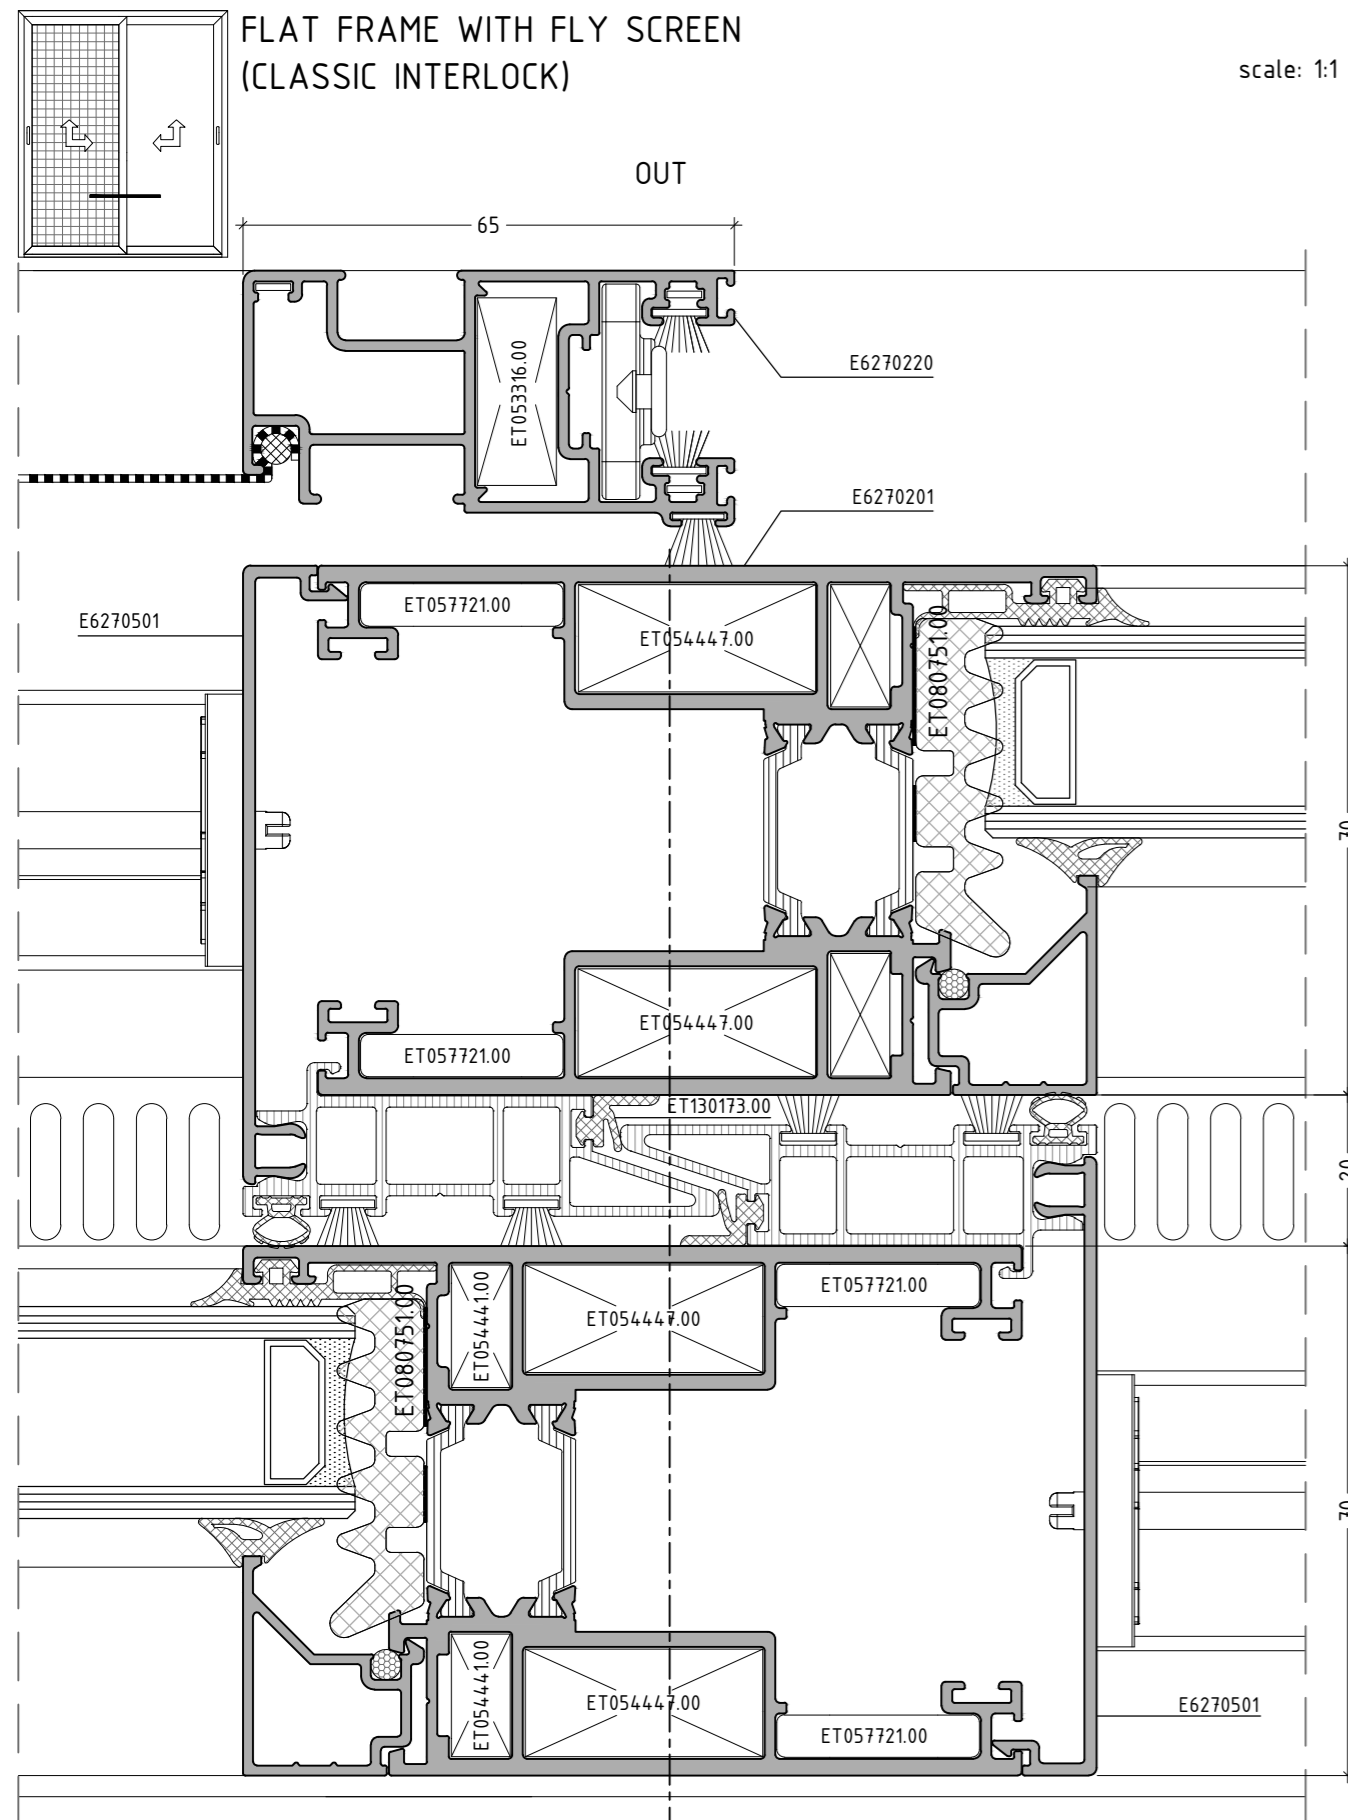 FLAT FRAME WITH FLY SCREEN
(CLASSIC INTERLOCK)
scale: 1:1
OUT
65
ET053316.00
E6270220
E6270201
ET057721.00
ET054447.00
ET080751.00
E6270501
70
ET054447.00
ET057721.00
ET130173.00
20
ET080751.00
ET054441.00
ET054447.00
ET057721.00
70
ET054441.00
ET054447.00
ET057721.00
E6270501